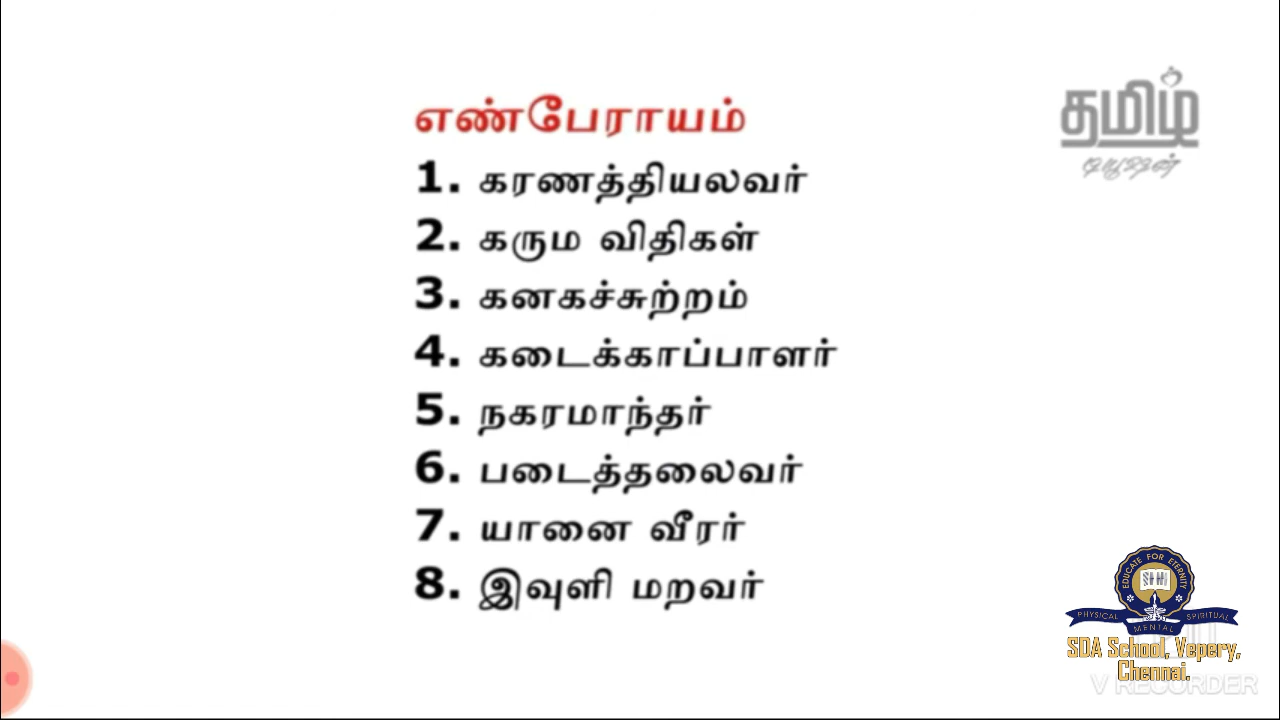 எண்பேராயம்
தமிழ்
டியூஷன்
1. கரணத்தியலவர்
2. கரும விதிகள்
3. கனகச்சுற்றம்
4. கடைக்காப்பாளர்
5. நகரமாந்தர்
6. படைத்தலைவர்
7. யானை வீரர்
8. இவுளி மறவர்
EDUCATE FOR ETERNITY
PHYSICAL MENTAL SPIRITUAL
SDA School, Vepery,
Chennai.
V RECORDER